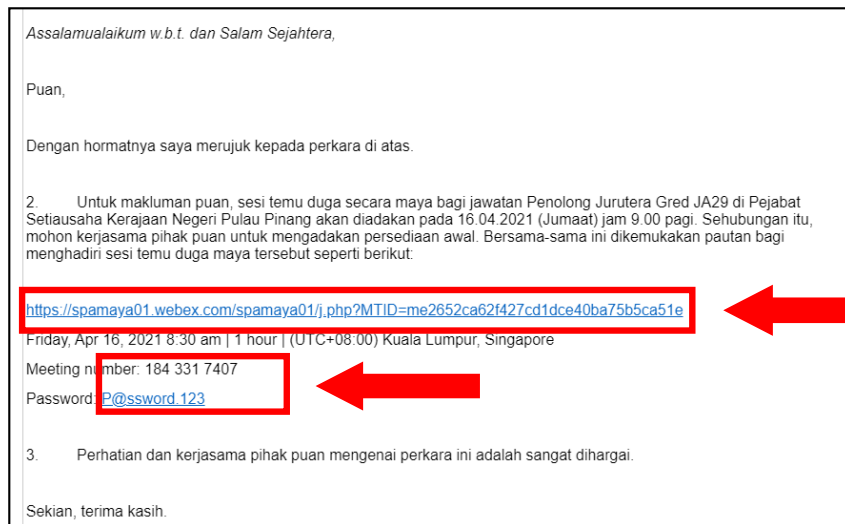 Assalamualaikum w.b.t. dan Salam Sejahtera,
Puan,
Dengan hormatnya saya merujuk kepada perkara di atas.
2. Untuk makluman puan, sesi temu duga secara maya bagi jawatan Penolong Jurutera Gred JA29 di Pejabat
Setiausaha Kerajaan Negeri Pulau Pinang akan diadakan pada 16.04.2021 (Jumaat) jam 9.00 pagi. Sehubungan itu,
mohon kerjasama pihak puan untuk mengadakan persediaan awal. Bersama-sama ini dikemukakan pautan bagi
menghadiri sesi temu duga maya tersebut seperti berikut:
https://spamaya01.webex.com/spamaya01/j.php?MTID=me2652ca62f427cd1dce40ba75b5ca51e
Friday, Apr 16, 2021 8:30 am | 1 hour | (UTC+08:00) Kuala Lumpur, Singapore
Meeting number: 184 331 7407
Password: P@ssword.123
3. Perhatian dan kerjasama pihak puan mengenai perkara ini adalah sangat dihargai.
Sekian, terima kasih.